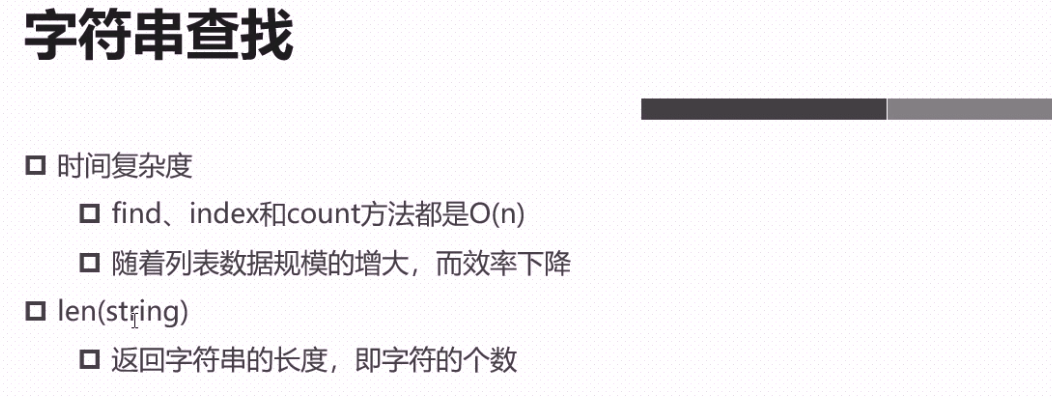 字符串查找
时间复杂度
find、index和count方法都是O(n)
随着列表数据规模的增大，而效率下降
len(string)
返回字符串的长度，即字符的个数